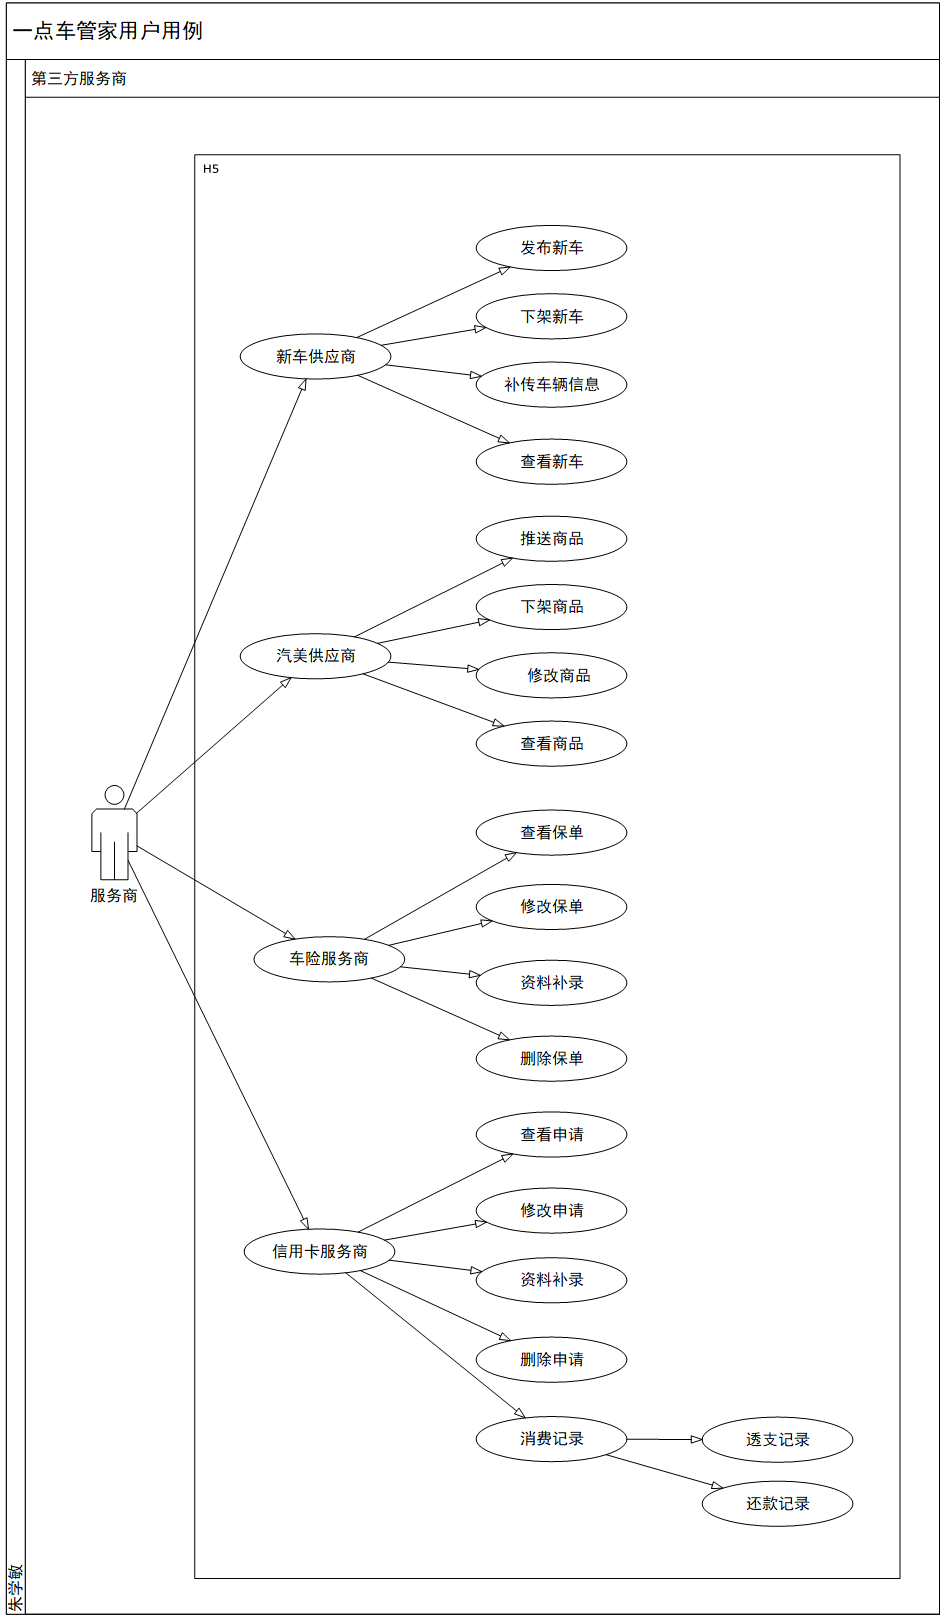 一点车管家用户用例
第三方服务商
H5
发布新车
下架新车
新车供应商
补传车辆信息
查看新车
推送商品
下架商品
汽美供应商
修改商品
查看商品
服务商
查看保单
修改保单
车险服务商
资料补录
删除保单
查看申请
修改申请
信用卡服务商
资料补录
删除申请
消费记录
透支记录
还款记录
朱学敏